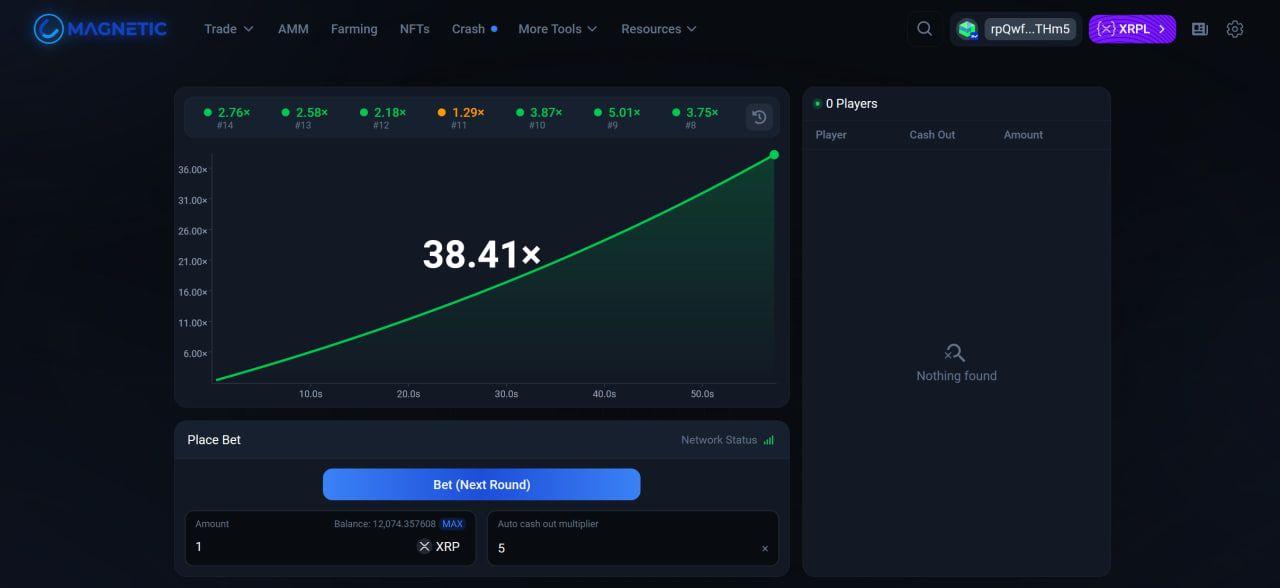 MAGNETIC Trade AMM Farming NFTs Crash More Tools Resources rpQwf...THm5 {X} XRPL
2.76× 2.58× 2.18× 1.29× 3.87× 5.01× 3.75×
#14 #13 #12 #11 #10 #9 #8
36.00×
31.00×
26.00×
21.00×
16.00×
11.00×
6.00×
38.41×
10.0s 20.0s 30.0s 40.0s 50.0s
Place Bet Network Status
Bet (Next Round)
Amount Balance: 12,074.357608 MAX
1 XRP
Auto cash out multiplier
5 ×
0 Players
Player Cash Out Amount
Nothing found